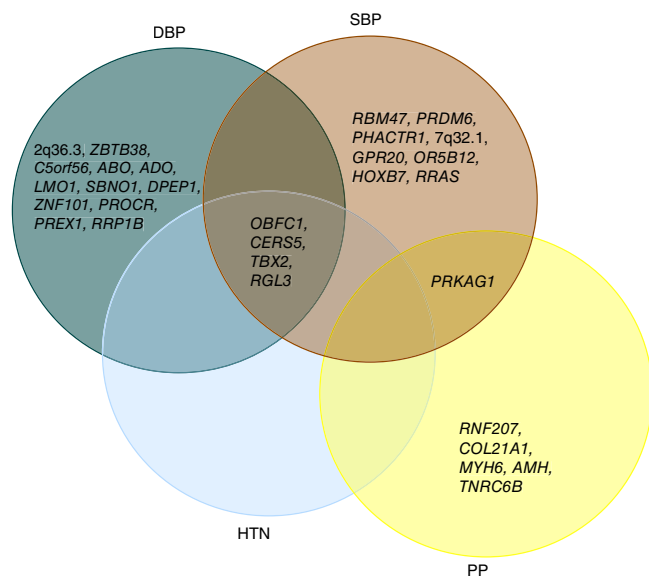 DBP
SBP
2q36.3, ZBTB38,
C5orf56, ABO, ADO,
LMO1, SBNO1, DPEP1,
ZNF101, PROCR,
PREX1, RRP1B
RBM47, PRDM6,
PHACTR1, 7q32.1,
GPR20, OR5B12,
HOXB7, RRAS
OBFC1,
CERS5,
TBX2,
RGL3
PRKAG1
RNF207,
COL21A1,
MYH6, AMH,
TNRC6B
HTN
PP